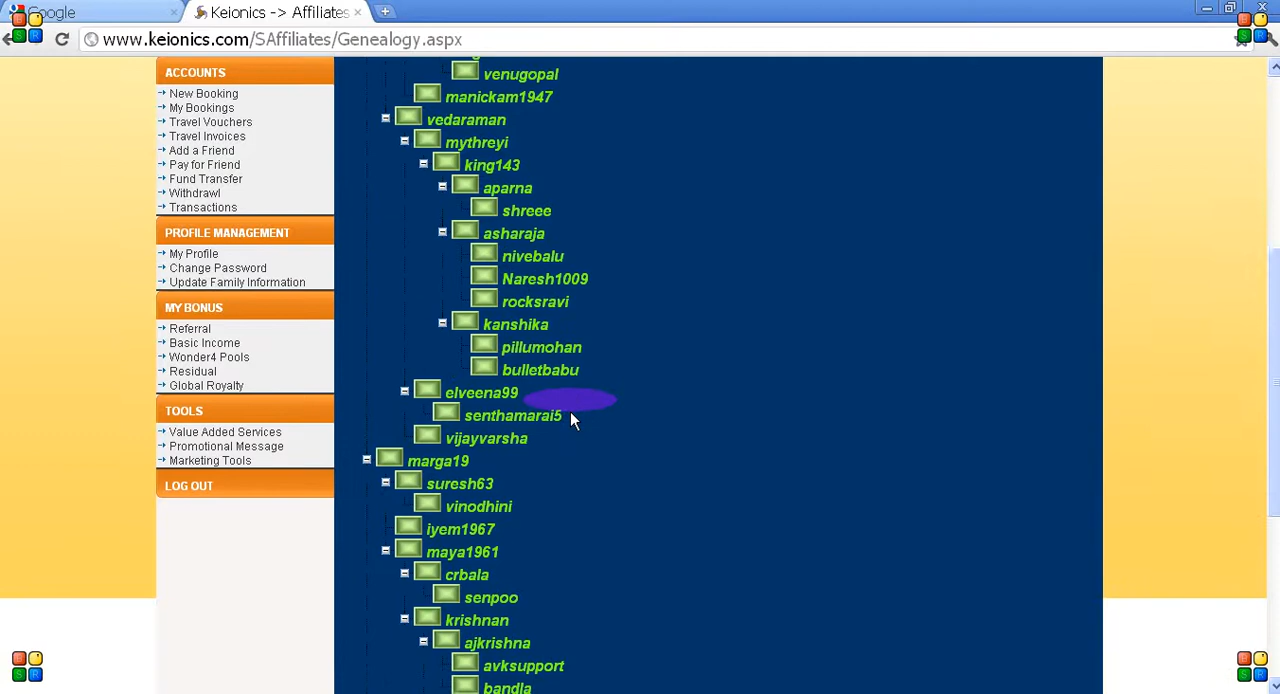 Google
Keionics -> Affiliates
www.keionics.com/SAffiliates/Genealogy.aspx
ACCOUNTS
New Booking
My Bookings
Travel Vouchers
Travel Invoices
Add a Friend
Pay for Friend
Fund Transfer
Withdrawl
Transactions
PROFILE MANAGEMENT
My Profile
Change Password
Update Family Information
MY BONUS
Referral
Basic Income
Wonder4 Pools
Residual
Global Royalty
TOOLS
Value Added Services
Promotional Message
Marketing Tools
LOG OUT
venugopal
manickam1947
vedaraman
mythreyi
king143
aparna
shreee
asharaja
nivebalu
Naresh1009
rocksravi
kanshika
pillumohan
bulletbabu
elveena99
senthamarai5
vijayvarsha
marga19
suresh63
vinodhini
iyem1967
maya1961
crbala
senpoo
krishnan
ajkrishna
avksupport
bandla